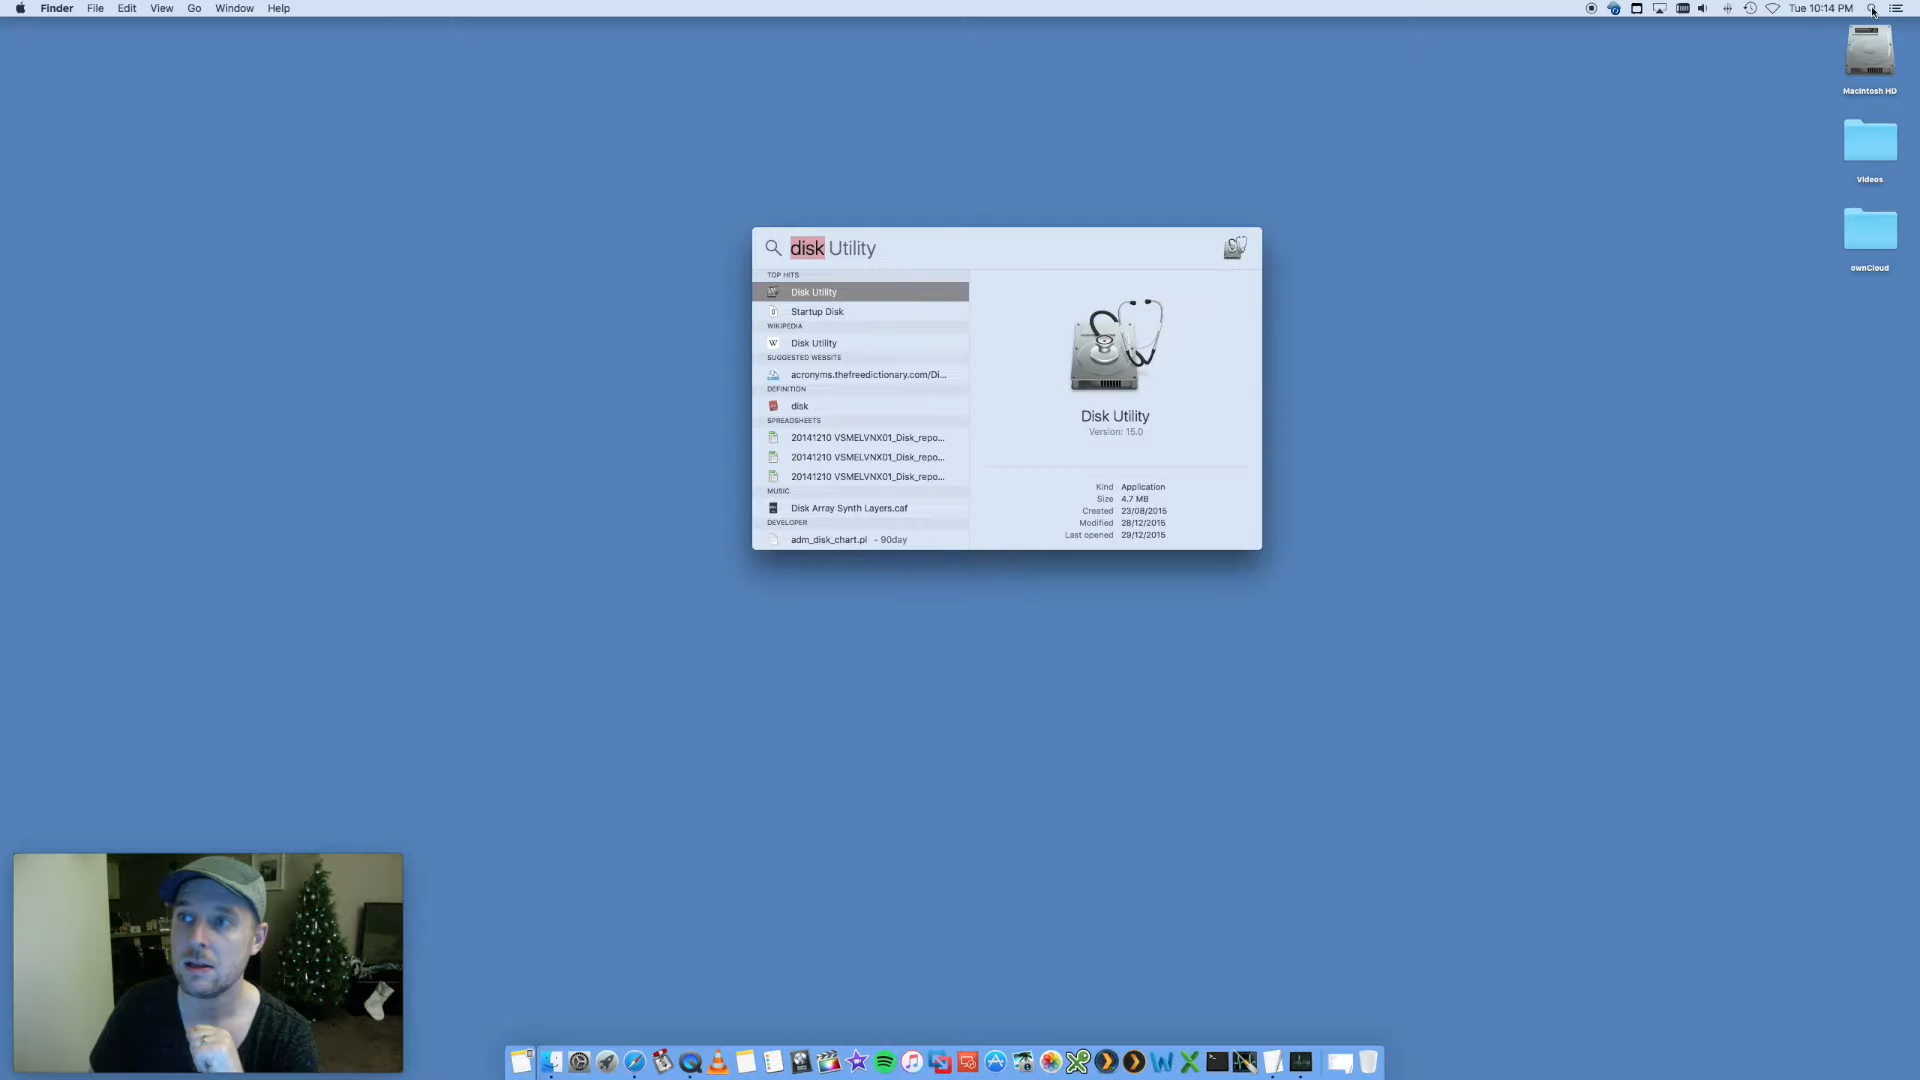 Finder File Edit View Go Window Help
Tue 10:14 PM
Macintosh HD
Videos
ownCloud
disk Utility
TOP HITS
Disk Utility
Startup Disk
WIKIPEDIA
W Disk Utility
SUGGESTED WEBSITE
acronyms.thefreedictionary.com/Di...
DEFINITION
disk
SPREADSHEETS
20141210 VSMELVNX01_Disk_repo...
20141210 VSMELVNX01_Disk_repo...
20141210 VSMELVNX01_Disk_repo...
MUSIC
Disk Array Synth Layers.caf
DEVELOPER
adm_disk_chart.pl - 90day
Disk Utility
Version: 15.0
Kind Application
Size 4.7 MB
Created 23/08/2015
Modified 28/12/2015
Last opened 29/12/2015